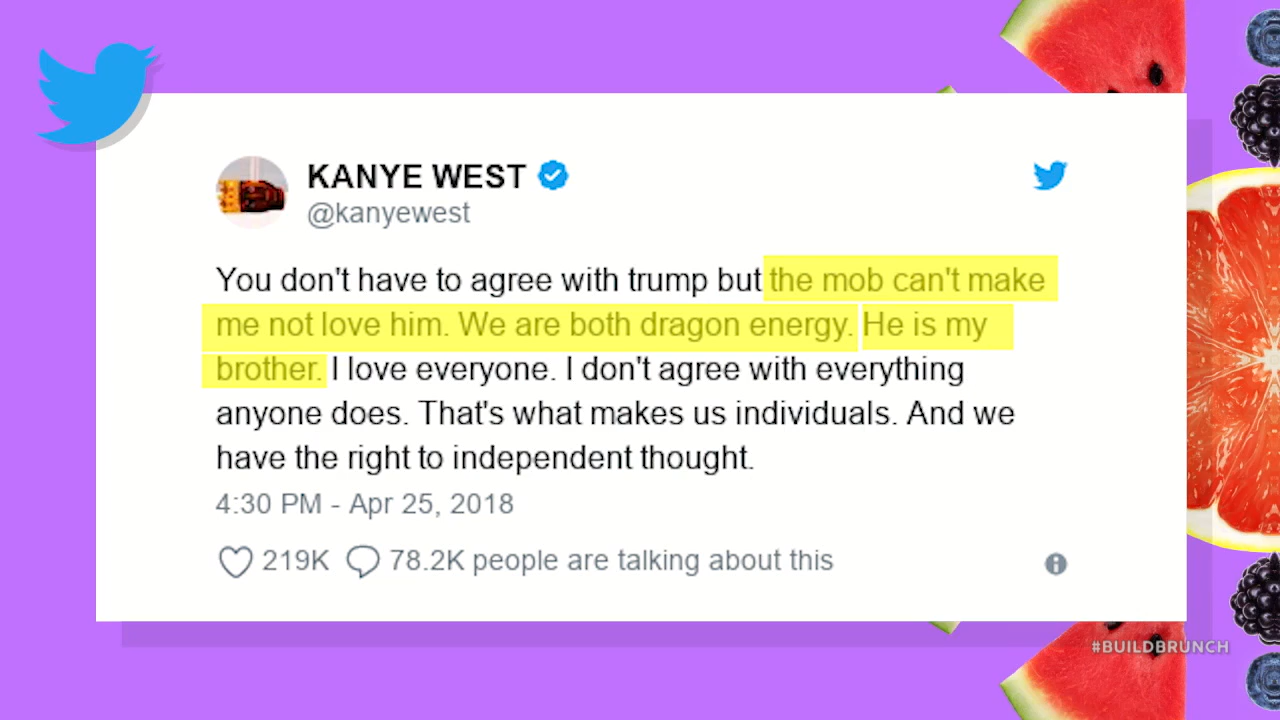 KANYE WEST
@kanyewest
You don't have to agree with trump but the mob can't make
me not love him. We are both dragon energy. He is my
brother. I love everyone. I don't agree with everything
anyone does. That's what makes us individuals. And we
have the right to independent thought.
4:30 PM - Apr 25, 2018
219K 78.2K people are talking about this
#BUILDBRUNCH